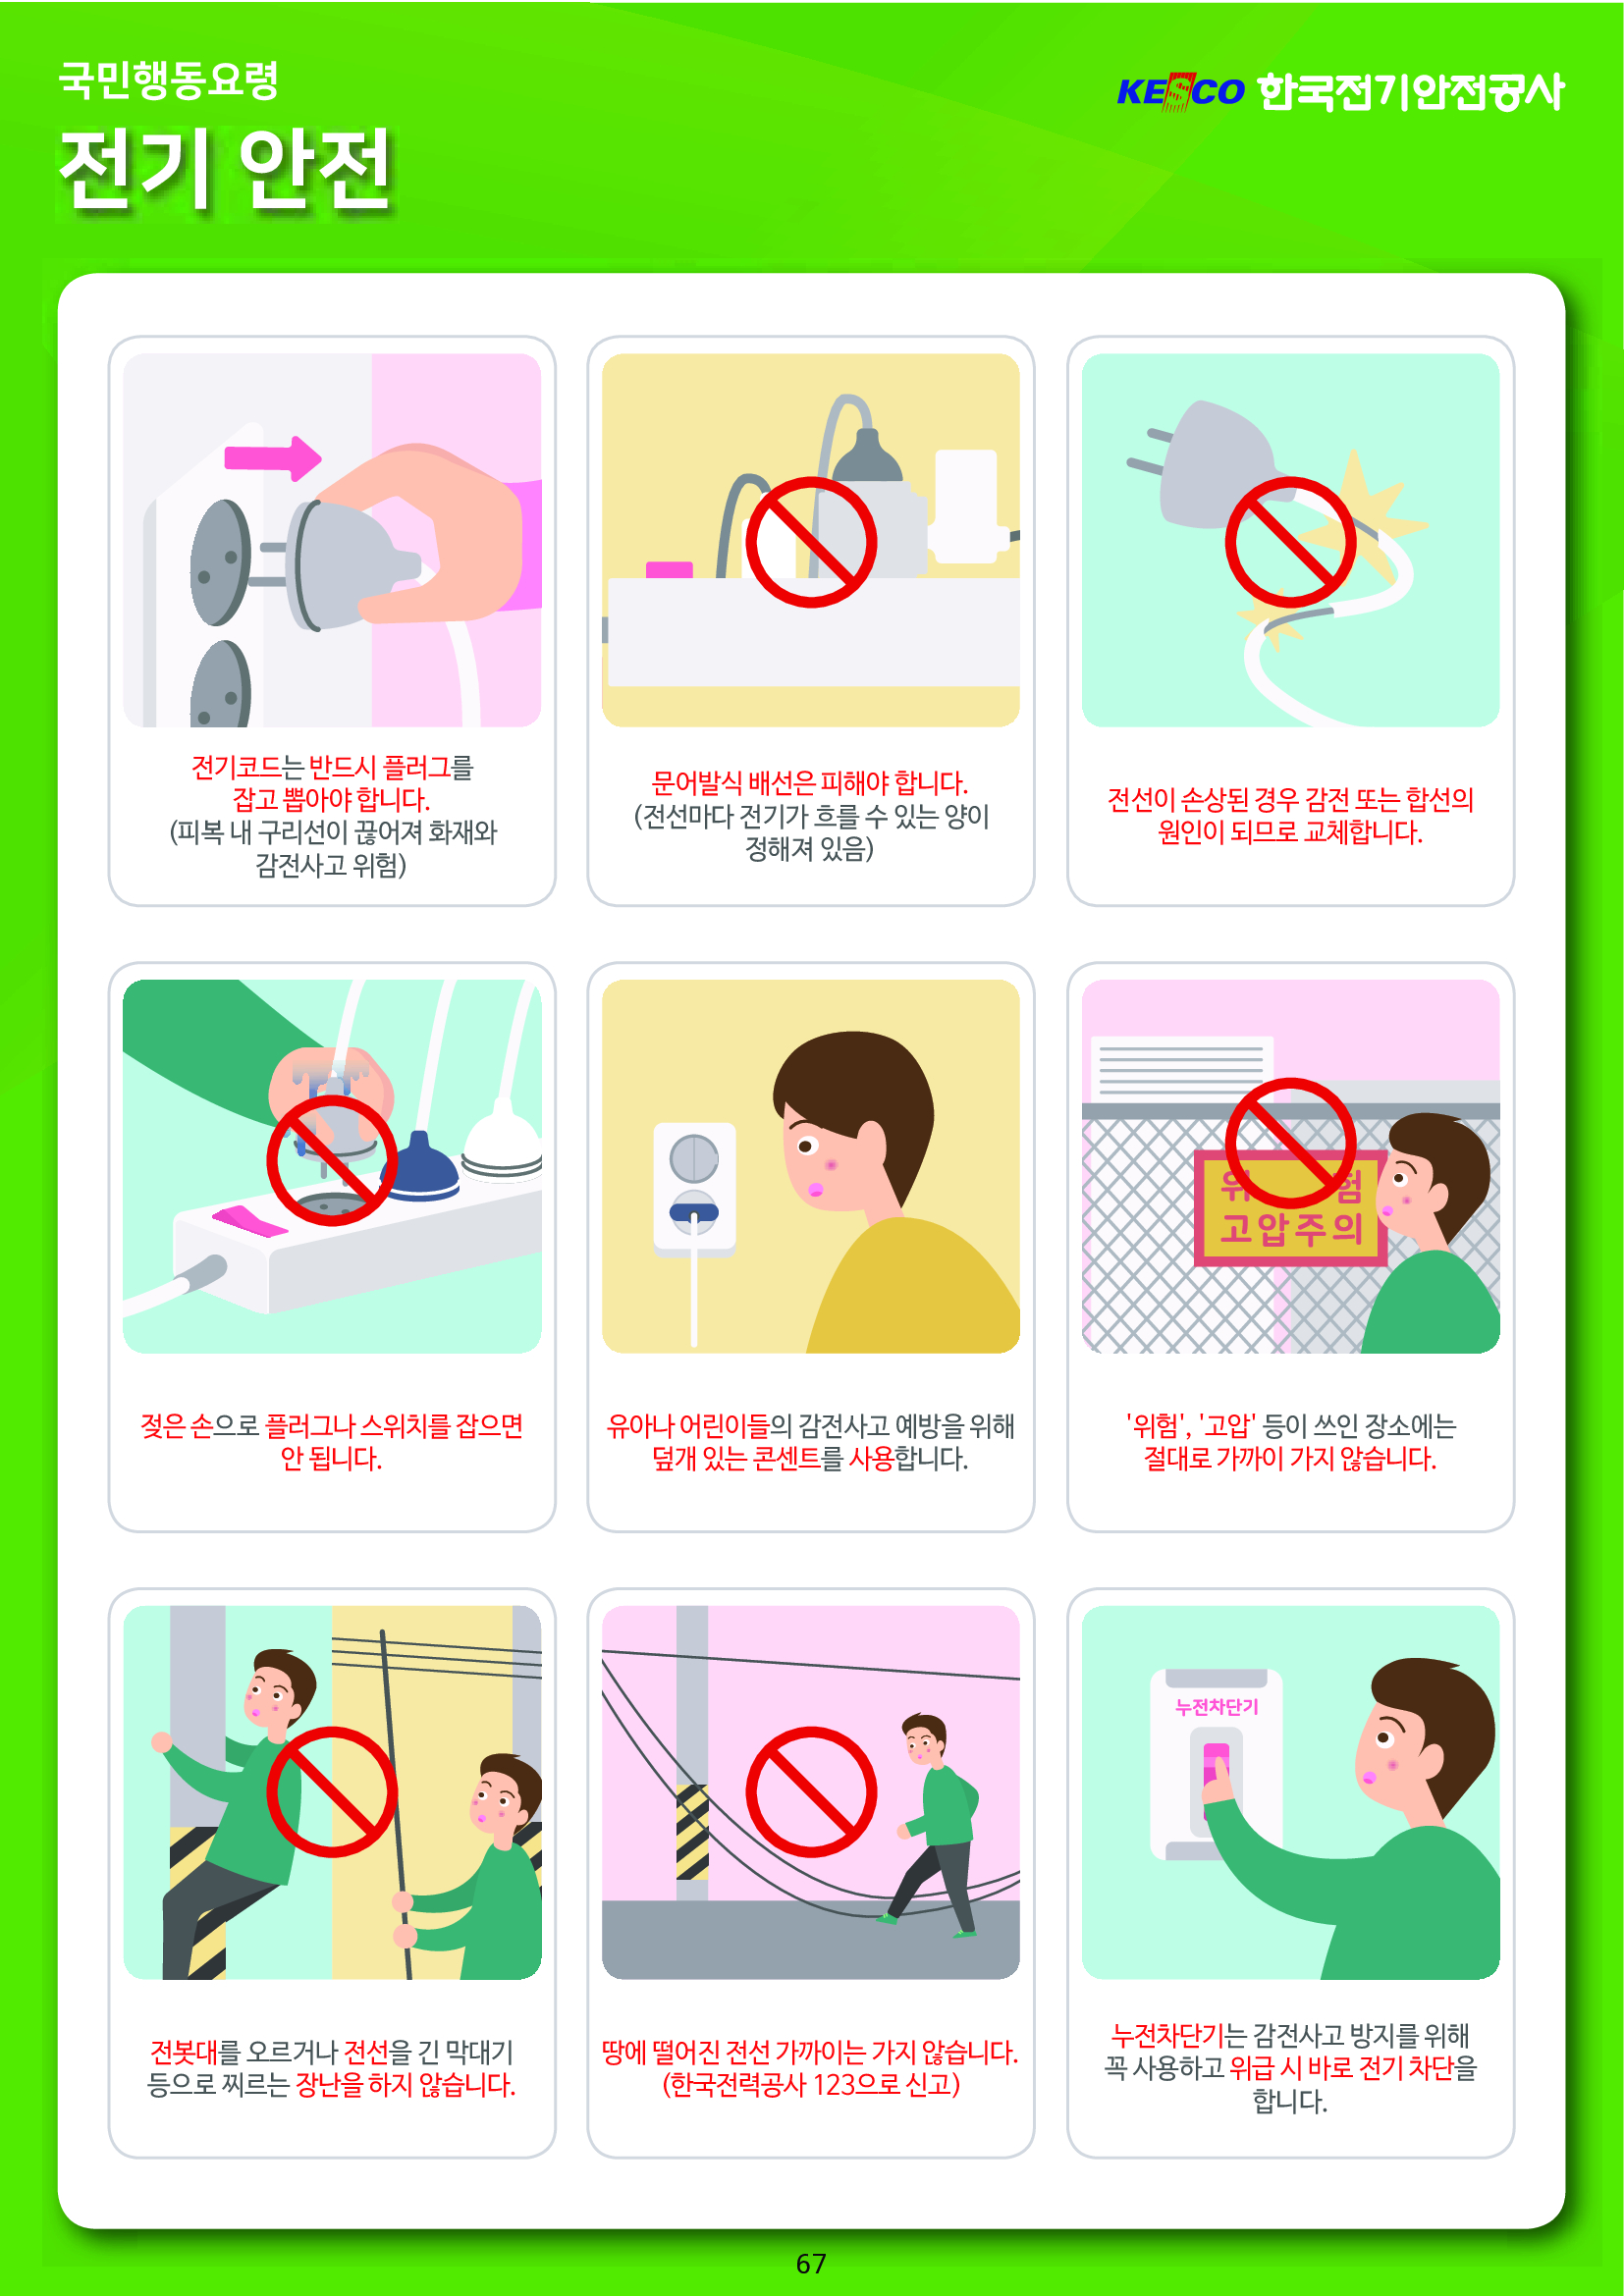 국민행동요령
전기 안전
KESCO 한국전기안전공사
전기코드는 반드시 플러그를
잡고 뽑아야 합니다.
(피복 내 구리선이 끊어져 화재와
감전사고 위험)
문어발식 배선은 피해야 합니다.
(전선마다 전기가 흐를 수 있는 양이
정해져 있음)
전선이 손상된 경우 감전 또는 합선의
원인이 되므로 교체합니다.
젖은 손으로 플러그나 스위치를 잡으면
안 됩니다.
유아나 어린이들의 감전사고 예방을 위해
덮개 있는 콘센트를 사용합니다.
위 험
고압주의
'위험', '고압' 등이 쓰인 장소에는
절대로 가까이 가지 않습니다.
전봇대를 오르거나 전선을 긴 막대기
등으로 찌르는 장난을 하지 않습니다.
땅에 떨어진 전선 가까이는 가지 않습니다.
(한국전력공사 123으로 신고)
누전차단기
누전차단기는 감전사고 방지를 위해
꼭 사용하고 위급 시 바로 전기 차단을
합니다.
67